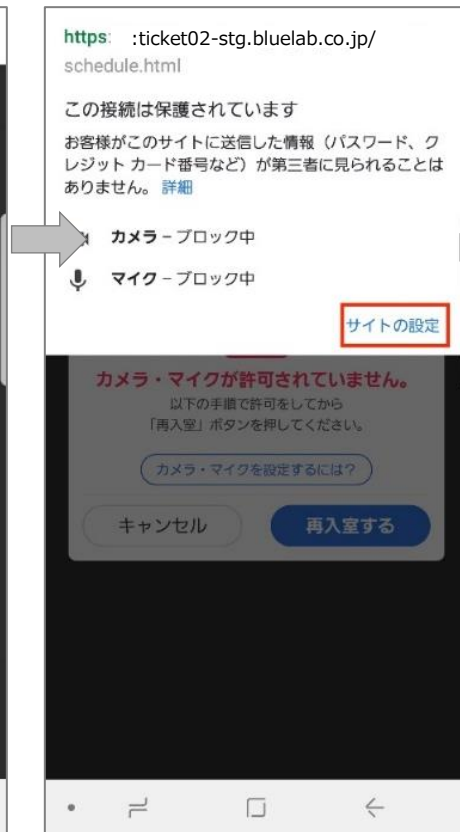 https: :ticket02-stg.bluelab.co.jp/
schedule.html
この接続は保護されています
お客様がこのサイトに送信した情報（パスワード、ク
レジット カード番号など）が第三者に見られることは
ありません。 詳細
カメラ – ブロック中
マイク – ブロック中
サイトの設定
カメラ・マイクが許可されていません。
以下の手順で許可をしてから
「再入室」ボタンを押してください。
カメラ・マイクを設定するには？
キャンセル
再入室する